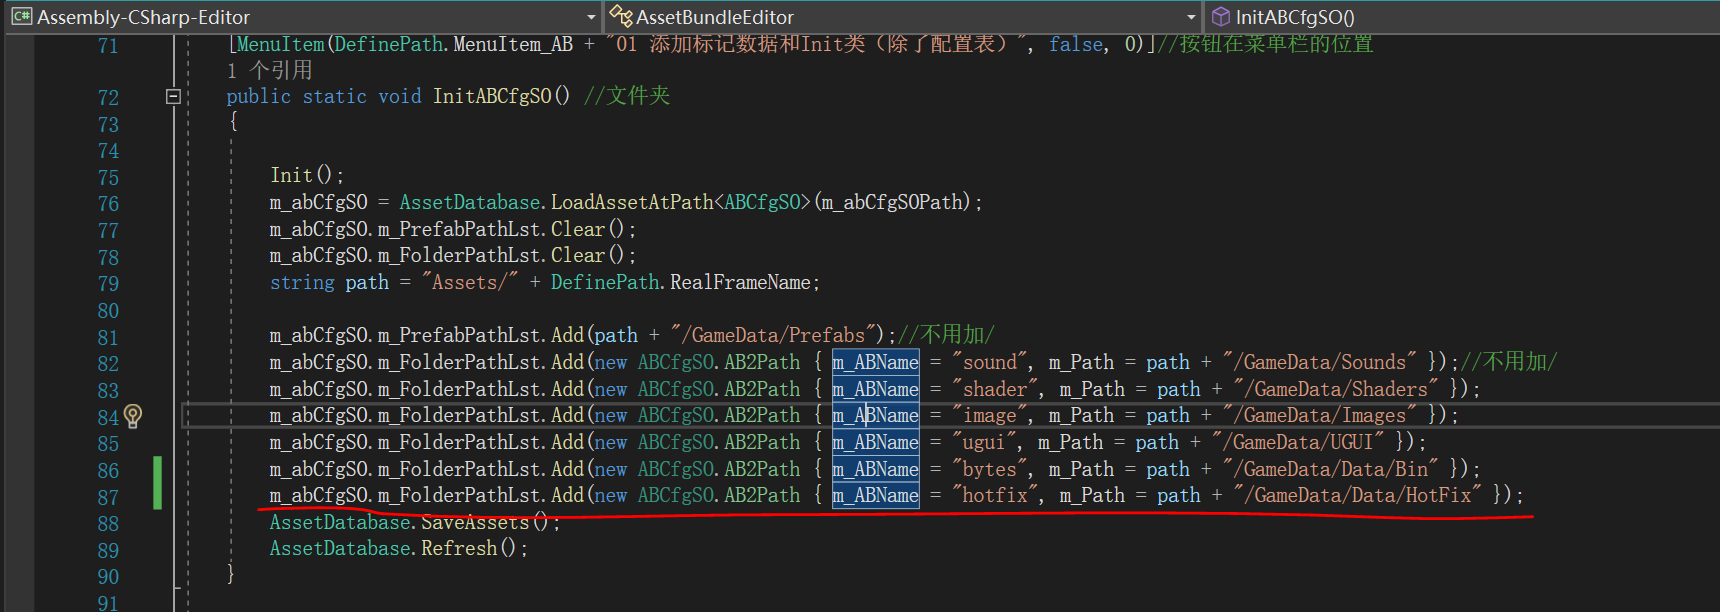 C# Assembly-CSharp-Editor AssetBundleEditor InitABCfgSO()
71 [MenuItem(DefinePath.MenuItem_AB + "01 添加标记数据和Init类（除了配置表）", false, 0)]//按钮在菜单栏的位置
1 个引用
72 public static void InitABCfgSO() //文件夹
73 {
74
75 Init();
76 m_abCfgSO = AssetDatabase.LoadAssetAtPath<ABCfgSO>(m_abCfgSOPath);
77 m_abCfgSO.m_PrefabPathLst.Clear();
78 m_abCfgSO.m_FolderPathLst.Clear();
79 string path = "Assets/" + DefinePath.RealFrameName;
80
81 m_abCfgSO.m_PrefabPathLst.Add(path + "/GameData/Prefabs");//不用加/
82 m_abCfgSO.m_FolderPathLst.Add(new ABCfgSO.AB2Path { m_ABName = "sound", m_Path = path + "/GameData/Sounds" });//不用加/
83 m_abCfgSO.m_FolderPathLst.Add(new ABCfgSO.AB2Path { m_ABName = "shader", m_Path = path + "/GameData/Shaders" });
84 m_abCfgSO.m_FolderPathLst.Add(new ABCfgSO.AB2Path { m_ABName = "image", m_Path = path + "/GameData/Images" });
85 m_abCfgSO.m_FolderPathLst.Add(new ABCfgSO.AB2Path { m_ABName = "ugui", m_Path = path + "/GameData/UGUI" });
86 m_abCfgSO.m_FolderPathLst.Add(new ABCfgSO.AB2Path { m_ABName = "bytes", m_Path = path + "/GameData/Data/Bin" });
87 m_abCfgSO.m_FolderPathLst.Add(new ABCfgSO.AB2Path { m_ABName = "hotfix", m_Path = path + "/GameData/Data/HotFix" });
88 AssetDatabase.SaveAssets();
89 AssetDatabase.Refresh();
90 }
91